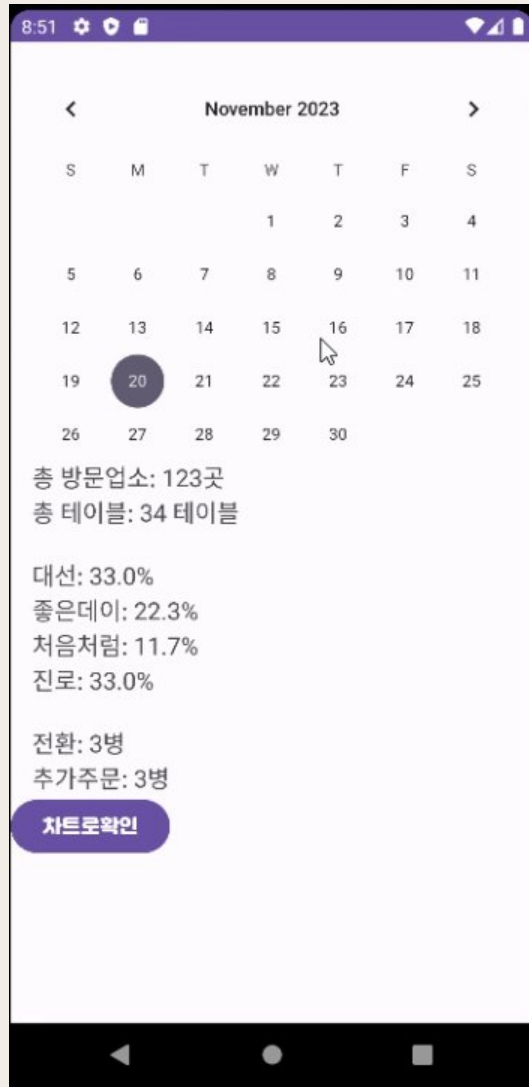 8:51
November 2023
S M T W T F S
1 2 3 4
5 6 7 8 9 10 11
12 13 14 15 16 17 18
19 20 21 22 23 24 25
26 27 28 29 30
총 방문업소: 123곳
총 테이블: 34 테이블
대선: 33.0%
좋은데이: 22.3%
처음처럼: 11.7%
진로: 33.0%
전환: 3병
추가주문: 3병
차트로확인